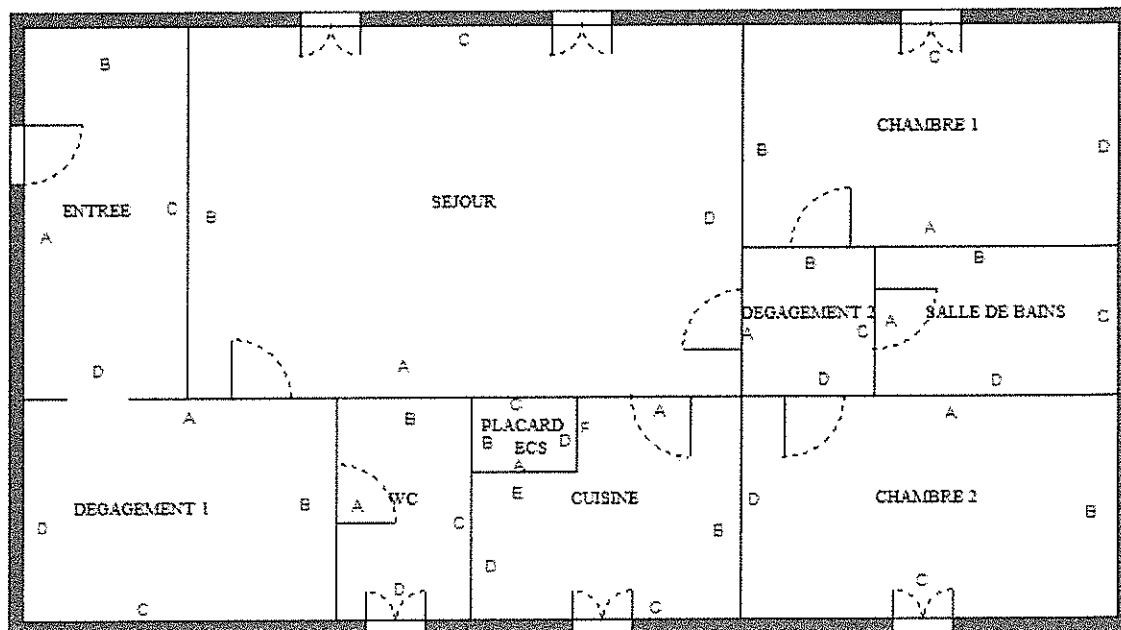 C
B
C
CHAMBRE 1
B
D
ENTREE
C
B
SEJOUR
D
A
A
B
B
DEGAGEMENT 2
A
C
A
SALLE DE BAINS
C
D
A
D
D
A
B
C
A
A
PLACARD
ECS
B
D
F
A
E
DEGAGEMENT 1
B
A
WC
C
CUISINE
B
D
CHAMBRE 2
B
D
D
D
C
C
C